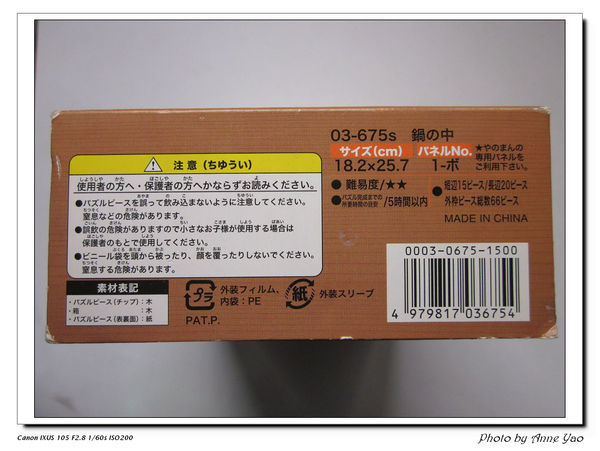 03-675s 鍋の中
サイズ(cm) パネルNo.
18.2×25.7 1-ボ
★やのまんの
専用パネルを
ご利用下さい。
● 難易度/★★
●パズル完成までの
所要時間の目安 /5時間以内
● 短辺15ピース/長辺20ピース
外枠ピース総数66ピース
MADE IN CHINA
注意(ちゅうい)
使用者の方へ・保護者の方へかならずお読みください。
●パズルピースを誤って飲み込まないように注意してください。
窒息などの危険があります。
●誤飲の危険がありますので小さなお子様が使用する場合は
保護者のもとで使用してください。
●ビニール袋を頭から被ったり、顔を覆ったりしないでください。
窒息する危険があります。
素材表記
・パズルピース(チップ):木
・箱 :木
・パズルピース(表裏面):紙
プラ
外装フィルム、
内袋:PE
紙
外装スリーブ
PAT.P.
0003-0675-1500
4 979817 036754
Canon IXUS 105 F2.8 1/60s ISO200
Photo by Anne Yao